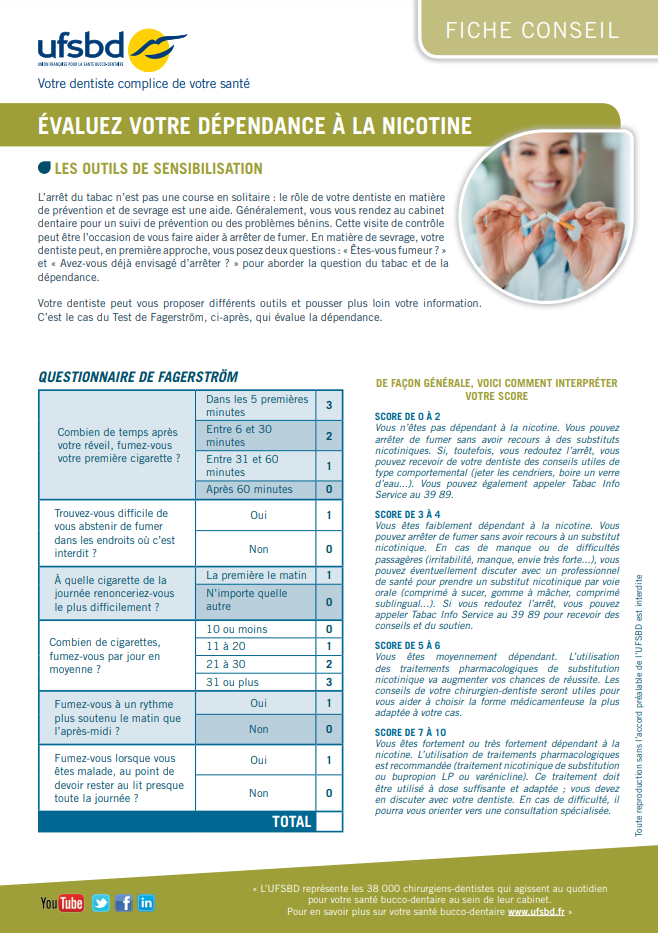 FICHE CONSEIL
ufsbd
UNION FRANÇAISE POUR LA SANTÉ BUCCO-DENTAIRE
Votre dentiste complice de votre santé
ÉVALUEZ VOTRE DÉPENDANCE À LA NICOTINE
LES OUTILS DE SENSIBILISATION
L'arrêt du tabac n'est pas une course en solitaire : le rôle de votre dentiste en matière
de prévention et de sevrage est une aide. Généralement, vous vous rendez au cabinet
dentaire pour un suivi de prévention ou des problèmes bénins. Cette visite de contrôle
peut être l'occasion de vous faire aider à arrêter de fumer. En matière de sevrage, votre
dentiste peut, en première approche, vous posez deux questions : « Êtes-vous fumeur ? »
et « Avez-vous déjà envisagé d'arrêter ? » pour aborder la question du tabac et de la
dépendance.
Votre dentiste peut vous proposer différents outils et pousser plus loin votre information.
C'est le cas du Test de Fagerström, ci-après, qui évalue la dépendance.
QUESTIONNAIRE DE FAGERSTRÖM
Combien de temps après
votre réveil, fumez-vous
votre première cigarette ?
Dans les 5 premières
minutes
3
Entre 6 et 30
minutes
2
Entre 31 et 60
minutes
1
Après 60 minutes
0
Trouvez-vous difficile de
vous abstenir de fumer
dans les endroits où c'est
interdit ?
Oui
1
Non
0
À quelle cigarette de la
journée renonceriez-vous
le plus difficilement ?
La première le matin
1
N'importe quelle
autre
0
Combien de cigarettes,
fumez-vous par jour en
moyenne ?
10 ou moins
0
11 à 20
1
21 à 30
2
31 ou plus
3
Fumez-vous à un rythme
plus soutenu le matin que
l'après-midi ?
Oui
1
Non
0
Fumez-vous lorsque vous
êtes malade, au point de
devoir rester au lit presque
toute la journée ?
Oui
1
Non
0
TOTAL
DE FAÇON GÉNÉRALE, VOICI COMMENT INTERPRÉTER
VOTRE SCORE
SCORE DE 0 À 2
Vous n'êtes pas dépendant à la nicotine. Vous pouvez
arrêter de fumer sans avoir recours à des substituts
nicotiniques. Si, toutefois, vous redoutez l'arrêt, vous
pouvez recevoir de votre dentiste des conseils utiles de
type comportemental (jeter les cendriers, boire un verre
d'eau...). Vous pouvez également appeler Tabac Info
Service au 39 89.
SCORE DE 3 À 4
Vous êtes faiblement dépendant à la nicotine. Vous
pouvez arrêter de fumer sans avoir recours à un substitut
nicotinique. En cas de manque ou de difficultés
passagères (irritabilité, manque, envie très forte...), vous
pouvez éventuellement discuter avec un professionnel
de santé pour prendre un substitut nicotinique par voie
orale (comprimé à sucer, gomme à mâcher, comprimé
sublingual...). Si vous redoutez l'arrêt, vous pouvez
appeler Tabac Info Service au 39 89 pour recevoir des
conseils et du soutien.
SCORE DE 5 À 6
Vous êtes moyennement dépendant. L'utilisation
des traitements pharmacologiques de substitution
nicotinique va augmenter vos chances de réussite. Les
conseils de votre chirurgien-dentiste seront utiles pour
vous aider à choisir la forme médicamenteuse la plus
adaptée à votre cas.
SCORE DE 7 À 10
Vous êtes fortement ou très fortement dépendant à la
nicotine. L'utilisation de traitements pharmacologiques
est recommandée (traitement nicotinique de substitution
ou bupropion LP ou varénicline). Ce traitement doit
être utilisé à dose suffisante et adaptée ; vous devez
en discuter avec votre dentiste. En cas de difficulté, il
pourra vous orienter vers une consultation spécialisée.
Toute reproduction sans l'accord préalable de l'UFSBD est interdite
YouTube
« L'UFSBD représente les 38 000 chirurgiens-dentistes qui agissent au quotidien
pour votre santé bucco-dentaire au sein de leur cabinet.
Pour en savoir plus sur votre santé bucco-dentaire www.ufsbd.fr »